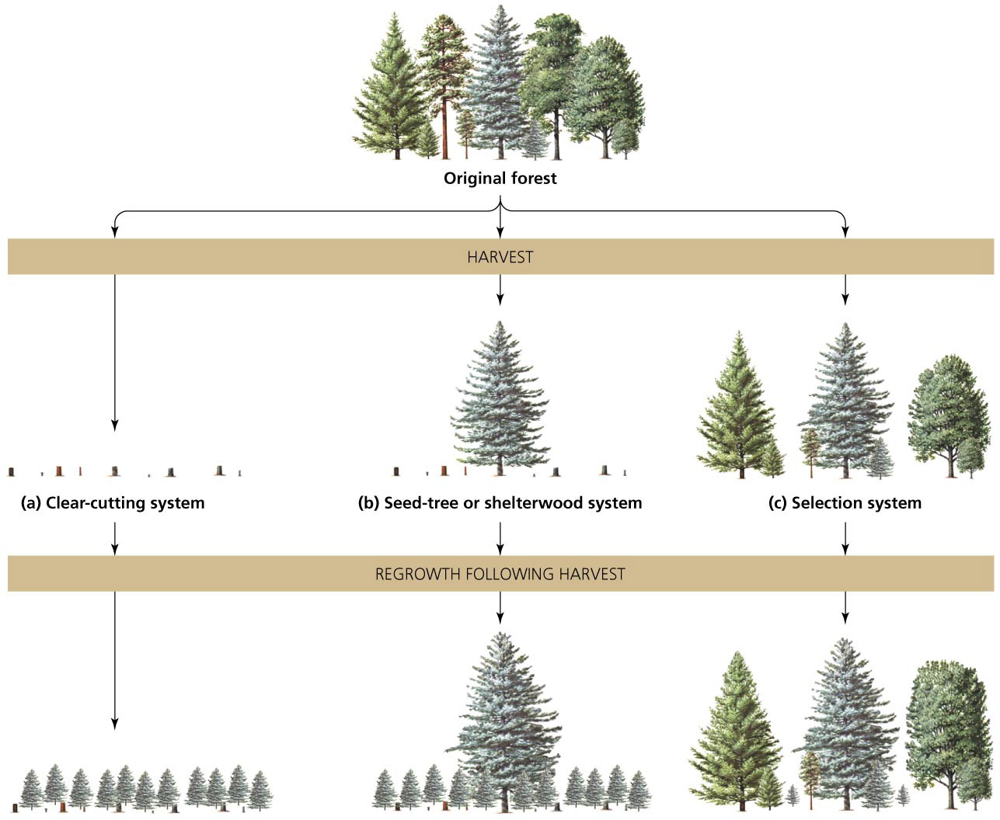 Original forest
HARVEST
(a) Clear-cutting system
(b) Seed-tree or shelterwood system
(c) Selection system
REGROWTH FOLLOWING HARVEST